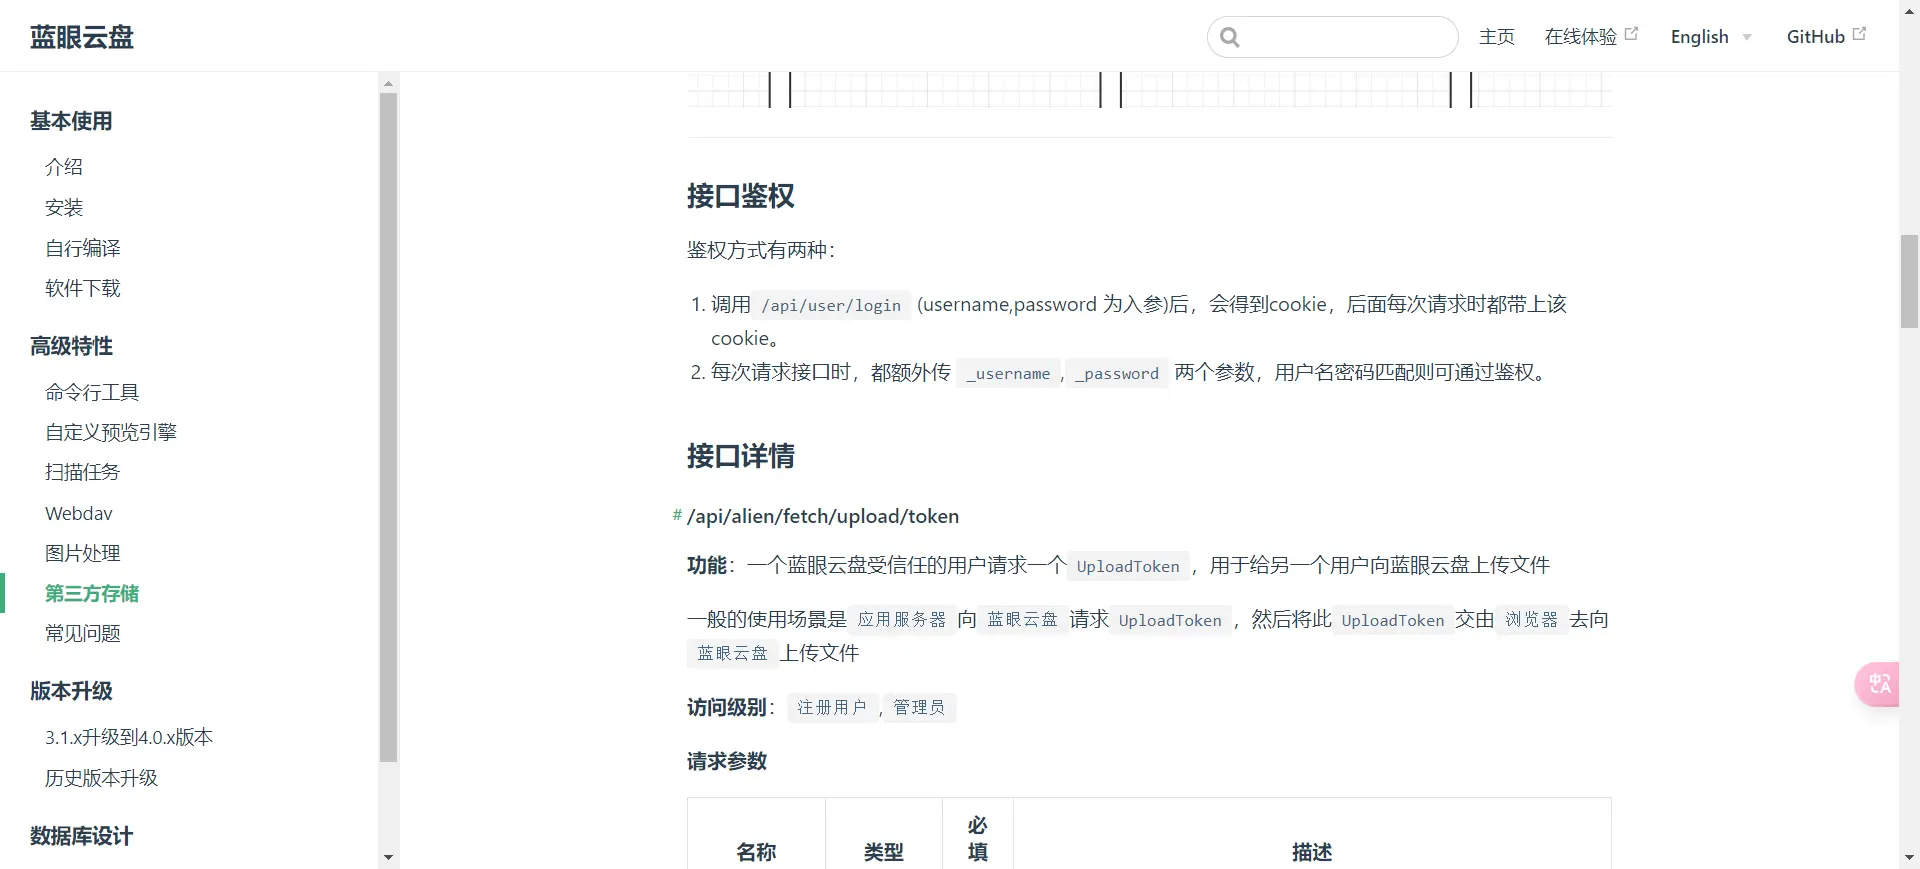 蓝眼云盘
主页 在线体验 English GitHub
基本使用
介绍
安装
自行编译
软件下载
高级特性
命令行工具
自定义预览引擎
扫描任务
Webdav
图片处理
第三方存储
常见问题
版本升级
3.1.x升级到4.0.x版本
历史版本升级
数据库设计
接口鉴权
鉴权方式有两种：
1. 调用 /api/user/login (username,password 为入参)后，会得到cookie，后面每次请求时都带上该
cookie。
2. 每次请求接口时，都额外传 _username , _password 两个参数，用户名密码匹配则可通过鉴权。
接口详情
# /api/alien/fetch/upload/token
功能：一个蓝眼云盘受信任的用户请求一个 UploadToken ，用于给另一个用户向蓝眼云盘上传文件
一般的使用场景是 应用服务器 向 蓝眼云盘 请求 UploadToken ，然后将此 UploadToken 交由 浏览器 去向
蓝眼云盘 上传文件
访问级别： 注册用户 , 管理员
请求参数
名称 类型 必填 描述
中A